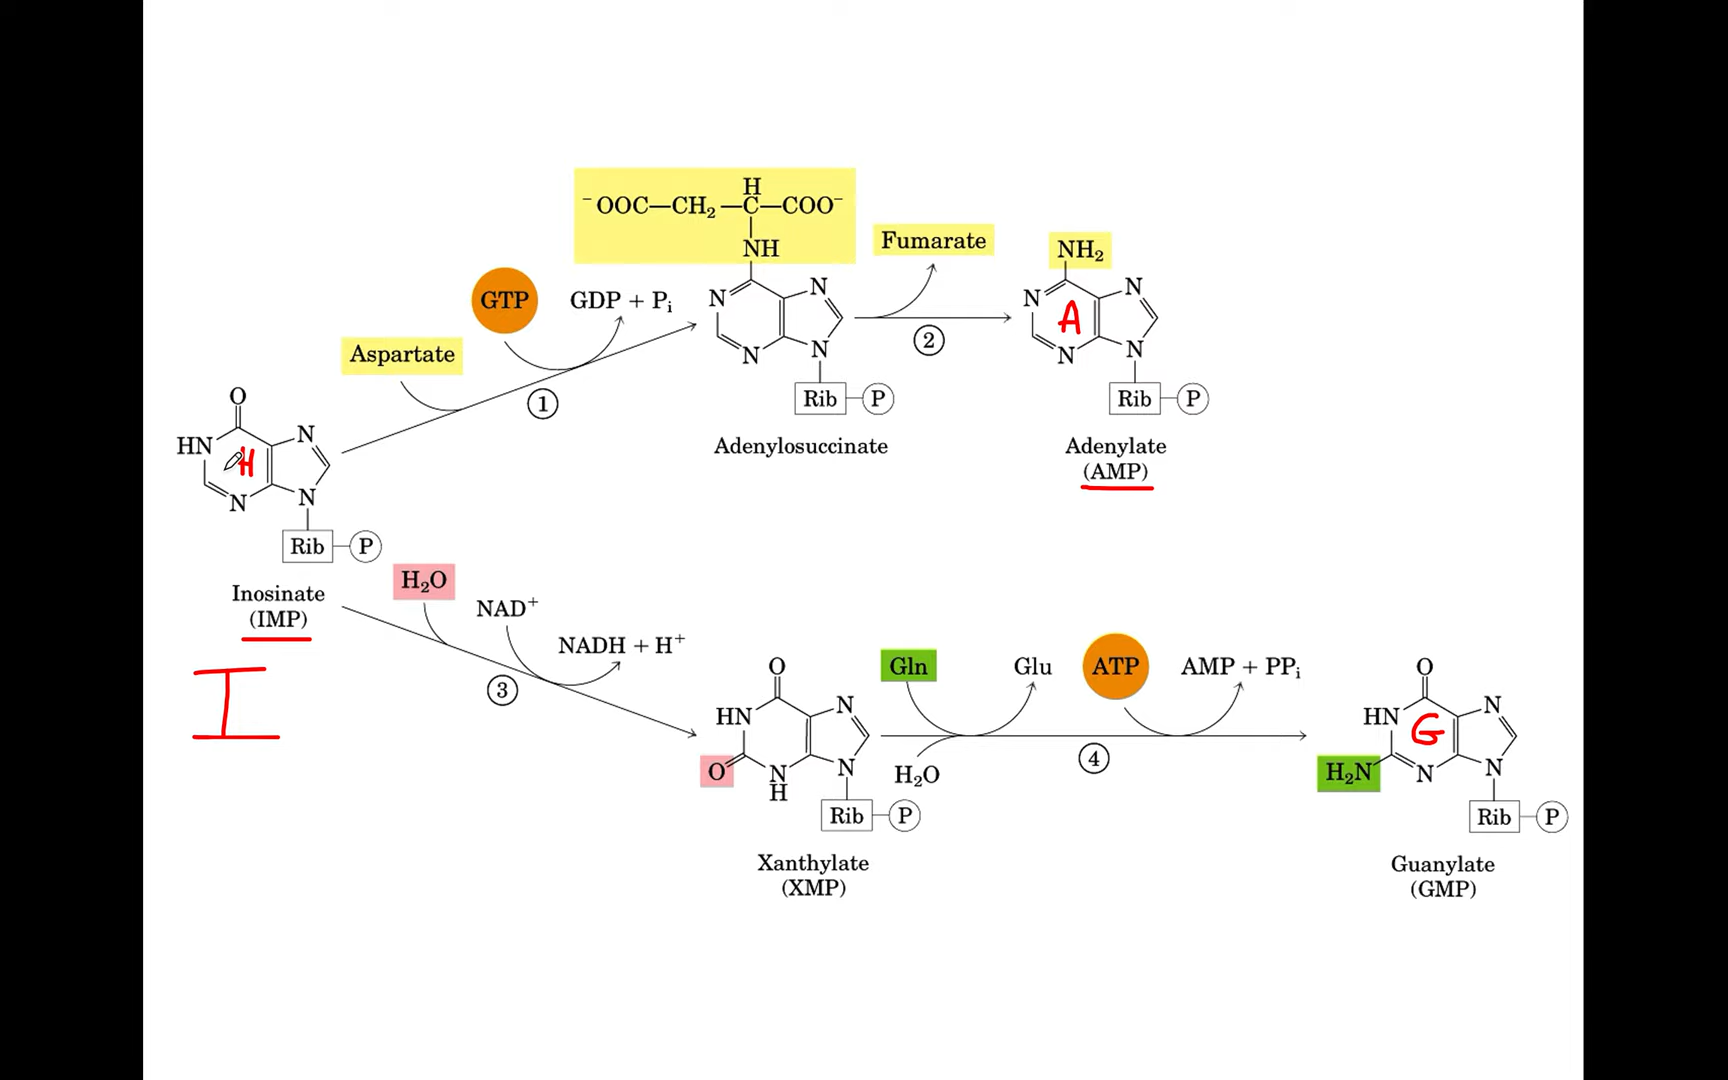 H
⁻OOC—CH₂—C—COO⁻
NH
Fumarate
NH₂
GTP
GDP + Pᵢ
N
N
N
N
N
N
A
N
N
Aspartate
①
②
Rib
P
Rib
P
O
HN
N
H
N
N
Adenylosuccinate
Adenylate
(AMP)
Rib
P
Inosinate
(IMP)
H₂O
NAD⁺
NADH + H⁺
③
I
O
HN
N
O
N
H
N
Rib
P
Xanthylate
(XMP)
Gln
Glu
ATP
AMP + PPᵢ
H₂O
④
O
HN
N
G
H₂N
N
N
Rib
P
Guanylate
(GMP)